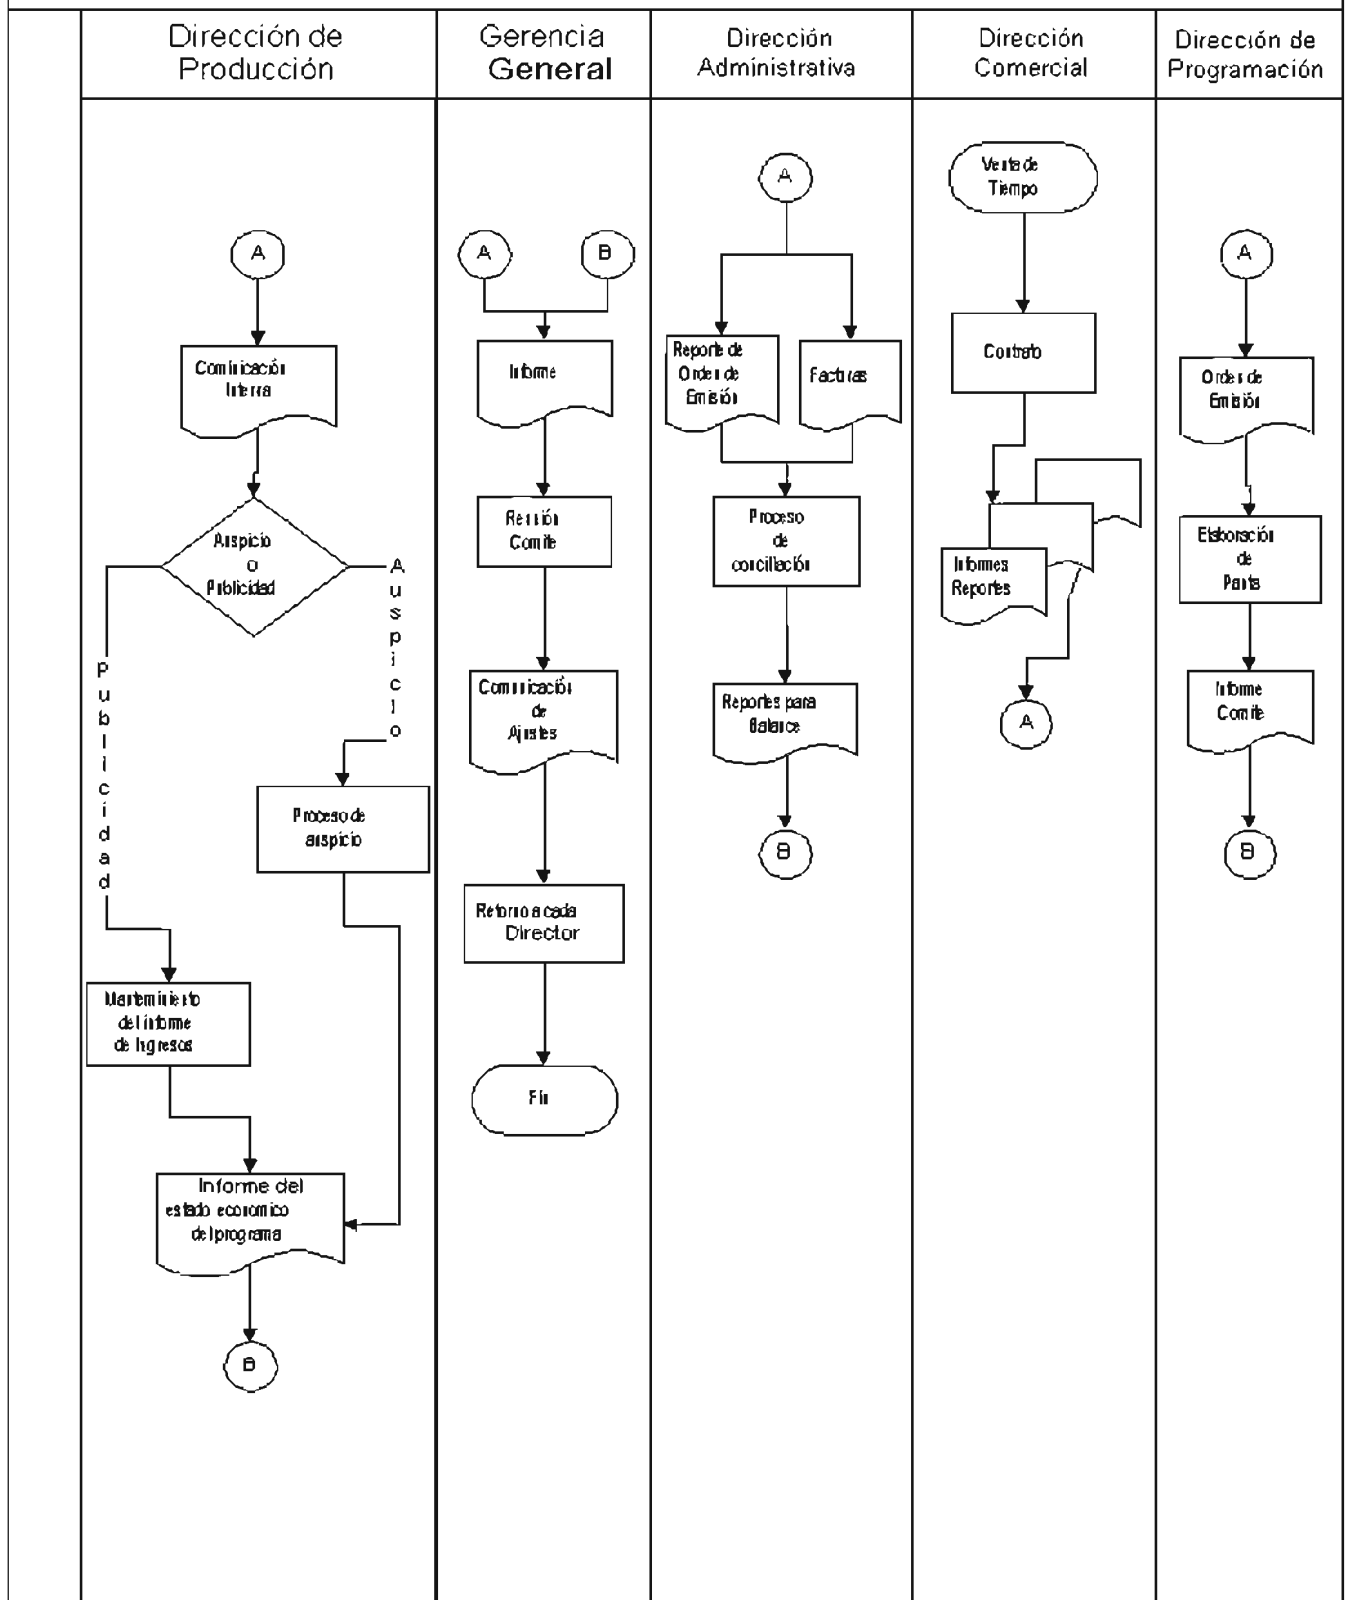 Dirección de
Producción
Gerencia
General
Dirección
Administrativa
Dirección
Comercial
Dirección de
Programación
A
Comunicación
Interna
Auspicio
o
Publicidad
Publicidad
Auspicio
Proceso de
auspicio
Mantenimiento
del informe
de Ingresos
Informe del
estado economico
del programa
B
A
B
Informe
Reunión
Comite
Comunicación
de
Ajustes
Retorno a cada
Director
Fin
A
Reporte de
Orden de
Emisión
Facturas
Proceso
de
conciliación
Reportes para
Balance
B
Venta de
Tiempo
Contrato
Informes
Reportes
A
A
Orden de
Emisión
Elaboración
de
Pauta
Informe
Comite
B